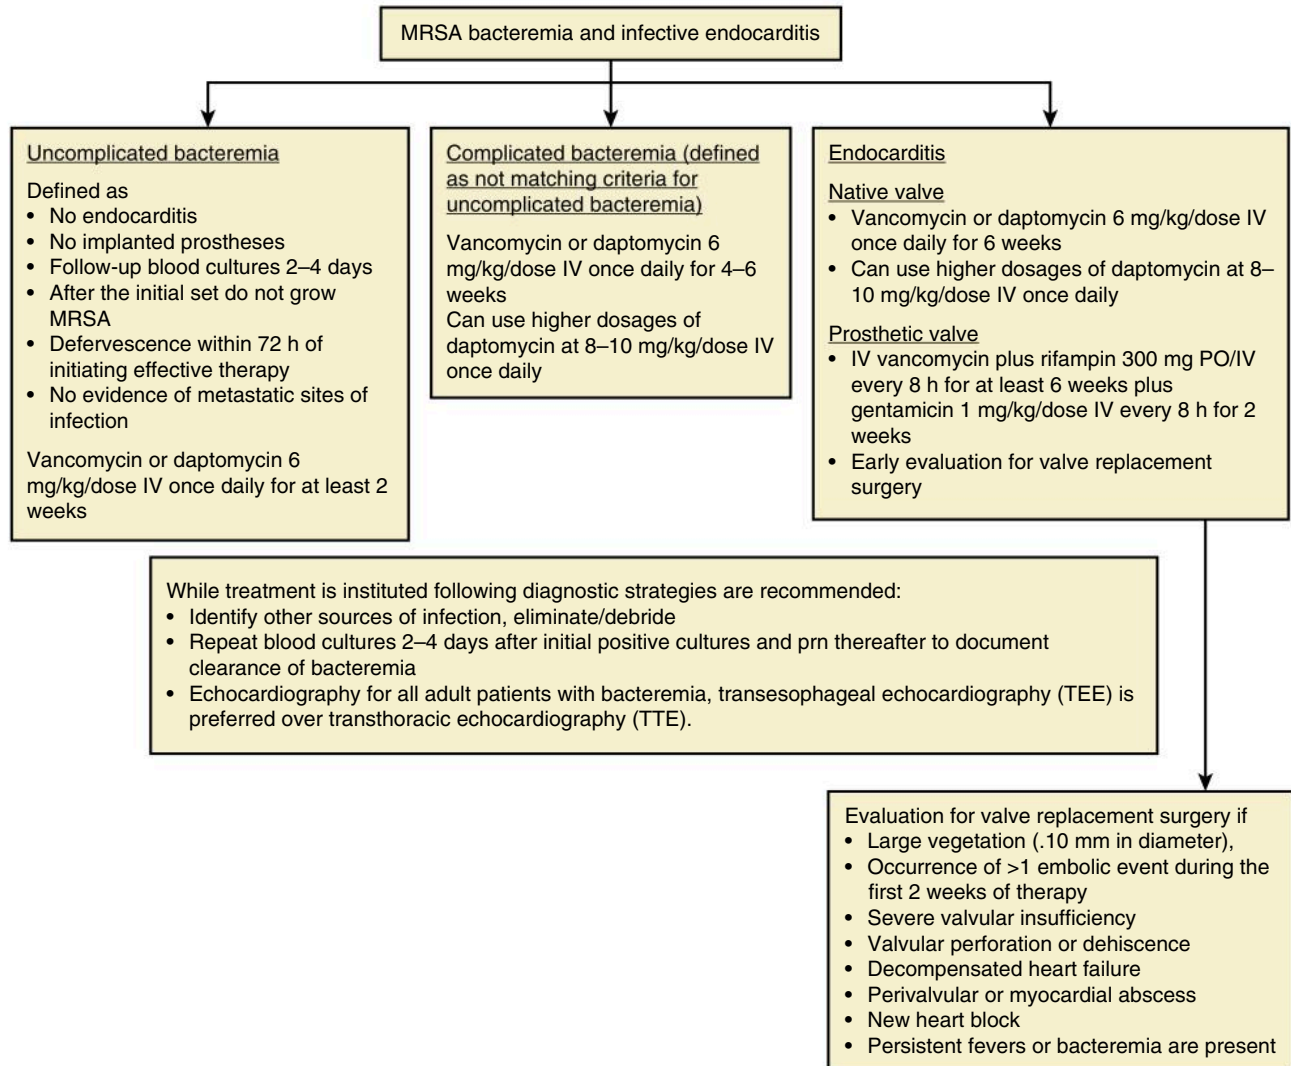 MRSA bacteremia and infective endocarditis
Uncomplicated bacteremia
Defined as
• No endocarditis
• No implanted prostheses
• Follow-up blood cultures 2–4 days
• After the initial set do not grow
MRSA
• Defervescence within 72 h of
initiating effective therapy
• No evidence of metastatic sites of
infection
Vancomycin or daptomycin 6
mg/kg/dose IV once daily for at least 2
weeks
Complicated bacteremia (defined
as not matching criteria for
uncomplicated bacteremia)
Vancomycin or daptomycin 6
mg/kg/dose IV once daily for 4–6
weeks
Can use higher dosages of
daptomycin at 8–10 mg/kg/dose IV
once daily
Endocarditis
Native valve
• Vancomycin or daptomycin 6 mg/kg/dose IV
once daily for 6 weeks
• Can use higher dosages of daptomycin at 8–
10 mg/kg/dose IV once daily
Prosthetic valve
• IV vancomycin plus rifampin 300 mg PO/IV
every 8 h for at least 6 weeks plus
gentamicin 1 mg/kg/dose IV every 8 h for 2
weeks
• Early evaluation for valve replacement
surgery
While treatment is instituted following diagnostic strategies are recommended:
• Identify other sources of infection, eliminate/debride
• Repeat blood cultures 2–4 days after initial positive cultures and prn thereafter to document
clearance of bacteremia
• Echocardiography for all adult patients with bacteremia, transesophageal echocardiography (TEE) is
preferred over transthoracic echocardiography (TTE).
Evaluation for valve replacement surgery if
• Large vegetation (.10 mm in diameter),
• Occurrence of >1 embolic event during the
first 2 weeks of therapy
• Severe valvular insufficiency
• Valvular perforation or dehiscence
• Decompensated heart failure
• Perivalvular or myocardial abscess
• New heart block
• Persistent fevers or bacteremia are present